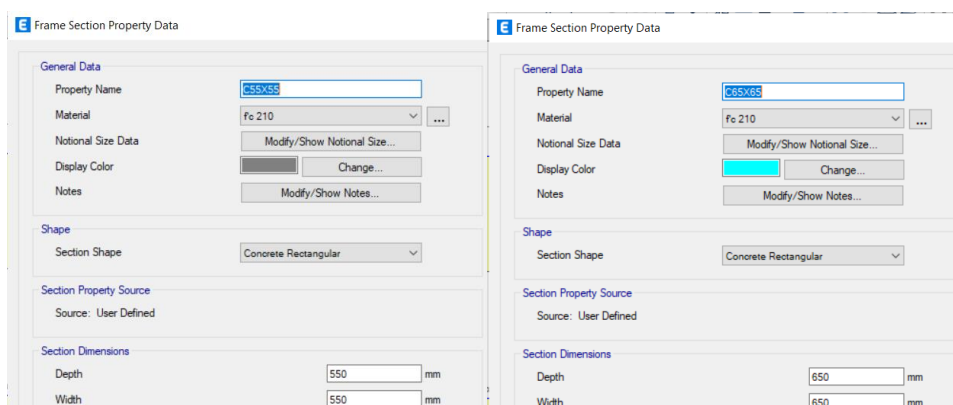 E Frame Section Property Data
General Data
Property Name C55X55
Material f'c 210 ...
Notional Size Data Modify/Show Notional Size...
Display Color Change...
Notes Modify/Show Notes...
Shape
Section Shape Concrete Rectangular
Section Property Source
Source: User Defined
Section Dimensions
Depth 550 mm
Width 550 mm
E Frame Section Property Data
General Data
Property Name C65X65
Material f'c 210 ...
Notional Size Data Modify/Show Notional Size...
Display Color Change...
Notes Modify/Show Notes...
Shape
Section Shape Concrete Rectangular
Section Property Source
Source: User Defined
Section Dimensions
Depth 650 mm
Width 650 mm